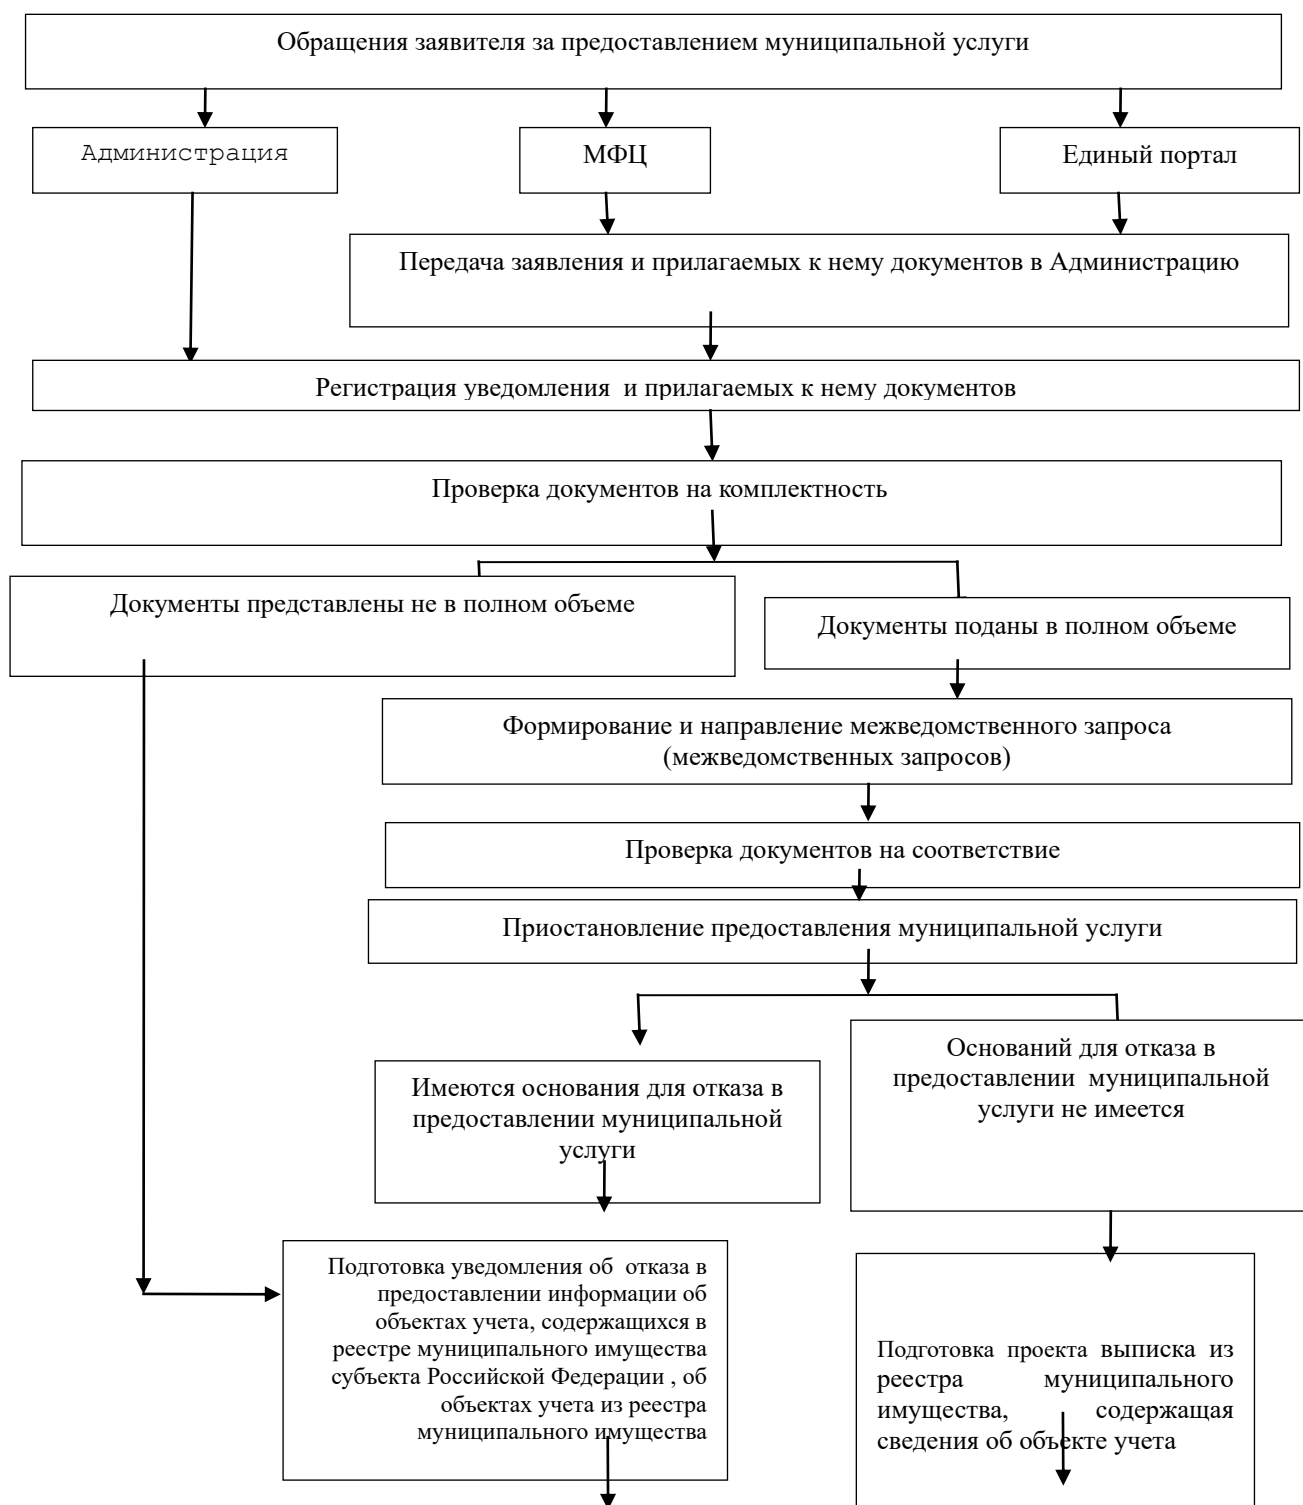 Обращения заявителя за предоставлением муниципальной услуги
Администрация
МФЦ
Единый портал
Передача заявления и прилагаемых к нему документов в Администрацию
Регистрация уведомления  и прилагаемых к нему документов
Проверка документов на комплектность
Документы представлены не в полном объеме
Документы поданы в полном объеме
Формирование и направление межведомственного запроса
(межведомственных запросов)
Проверка документов на соответствие
Приостановление предоставления муниципальной услуги
Имеются основания для отказа в
предоставлении муниципальной
услуги
Оснований для отказа в
предоставлении  муниципальной
услуги не имеется
Подготовка уведомления об  отказа в
предоставлении информации об
объектах учета, содержащихся в
реестре муниципального имущества
субъекта Российской Федерации , об
объектах учета из реестра
муниципального имущества
Подготовка проекта выписка из
реестра муниципального
имущества, содержащая
сведения об объекте учета